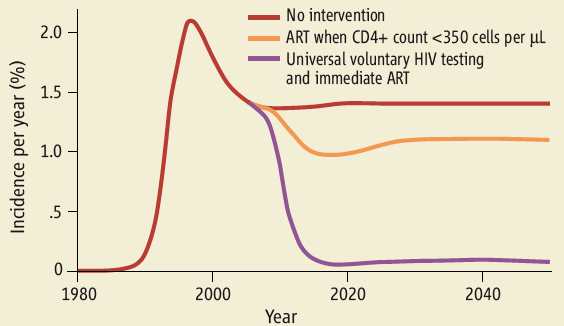 No intervention
ART when CD4+ count <350 cells per µL
Universal voluntary HIV testing
and immediate ART
Incidence per year (%)
2.0
1.5
1.0
.5
0
1980
2000
2020
2040
Year